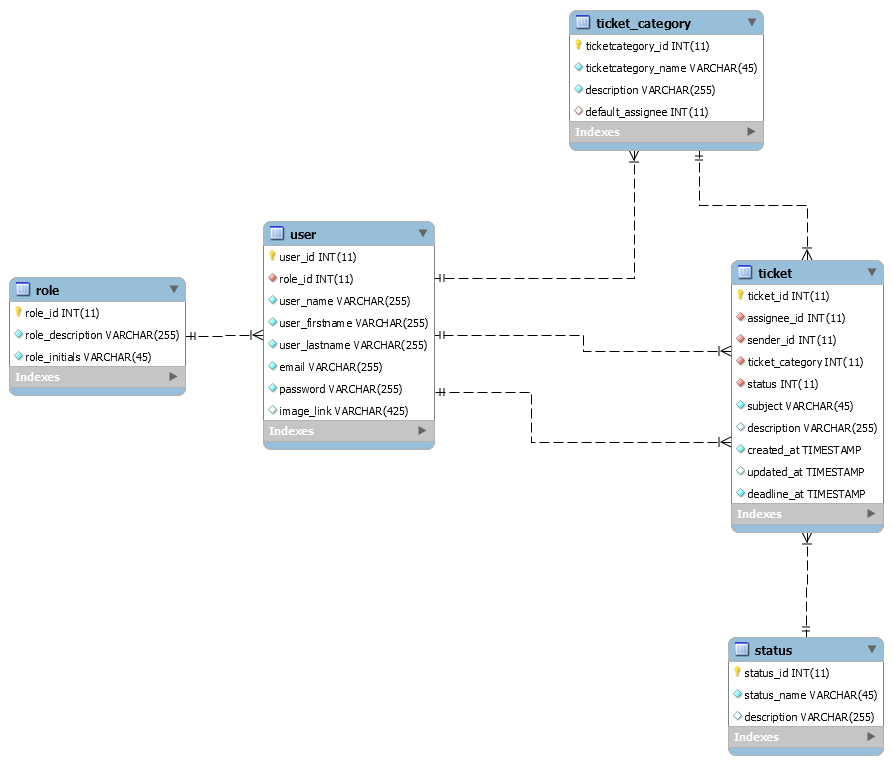 ticket_category
ticketcategory_id INT(11)
ticketcategory_name VARCHAR(45)
description VARCHAR(255)
default_assignee INT(11)
Indexes
user
user_id INT(11)
role_id INT(11)
user_name VARCHAR(255)
user_firstname VARCHAR(255)
user_lastname VARCHAR(255)
email VARCHAR(255)
password VARCHAR(255)
image_link VARCHAR(425)
Indexes
role
role_id INT(11)
role_description VARCHAR(255)
role_initials VARCHAR(45)
Indexes
ticket
ticket_id INT(11)
assignee_id INT(11)
sender_id INT(11)
ticket_category INT(11)
status INT(11)
subject VARCHAR(45)
description VARCHAR(255)
created_at TIMESTAMP
updated_at TIMESTAMP
deadline_at TIMESTAMP
Indexes
status
status_id INT(11)
status_name VARCHAR(45)
description VARCHAR(255)
Indexes